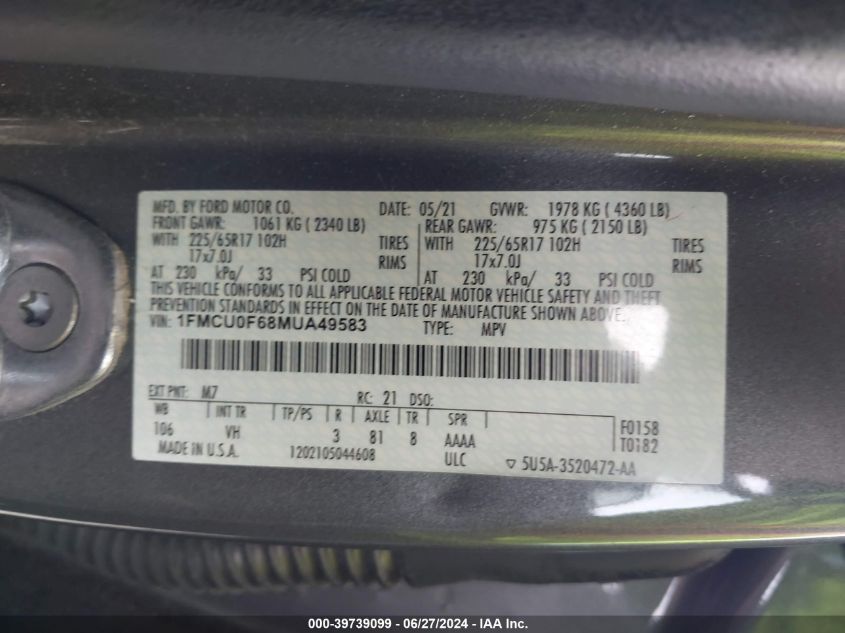 MFD. BY FORD MOTOR CO. DATE: 05/21 GVWR: 1978 KG ( 4360 LB)
FRONT GAWR: 1061 KG ( 2340 LB) REAR GAWR: 975 KG ( 2150 LB)
WITH 225/65R17 102H TIRES WITH 225/65R17 102H TIRES
17x7.0J RIMS 17x7.0J RIMS
AT 230 kPa/ 33 PSI COLD AT 230 kPa/ 33 PSI COLD
THIS VEHICLE CONFORMS TO ALL APPLICABLE FEDERAL MOTOR VEHICLE SAFETY AND THEFT
PREVENTION STANDARDS IN EFFECT ON THE DATE OF MANUFACTURE SHOWN ABOVE.
VIN: 1FMCU0F68MUA49583 TYPE: MPV
EXT PNT: M7 RC: 21 DSO:
WB INT TR TP/PS R AXLE TR SPR F0158
106 VH 3 81 8 AAAA T0182
MADE IN U.S.A. 1202105044608 ULC 5U5A-3520472-AA
000-39739099 - 06/27/2024 - IAA Inc.